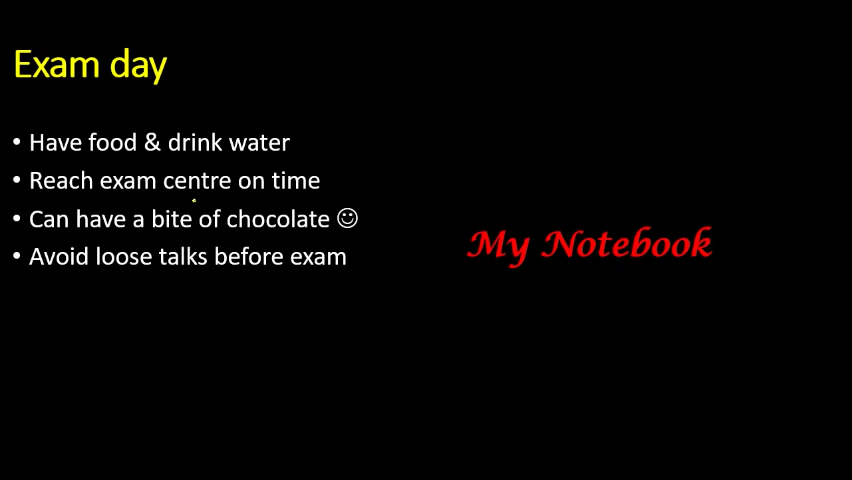 Exam day
• Have food & drink water
• Reach exam centre on time
• Can have a bite of chocolate ☺
• Avoid loose talks before exam
My Notebook